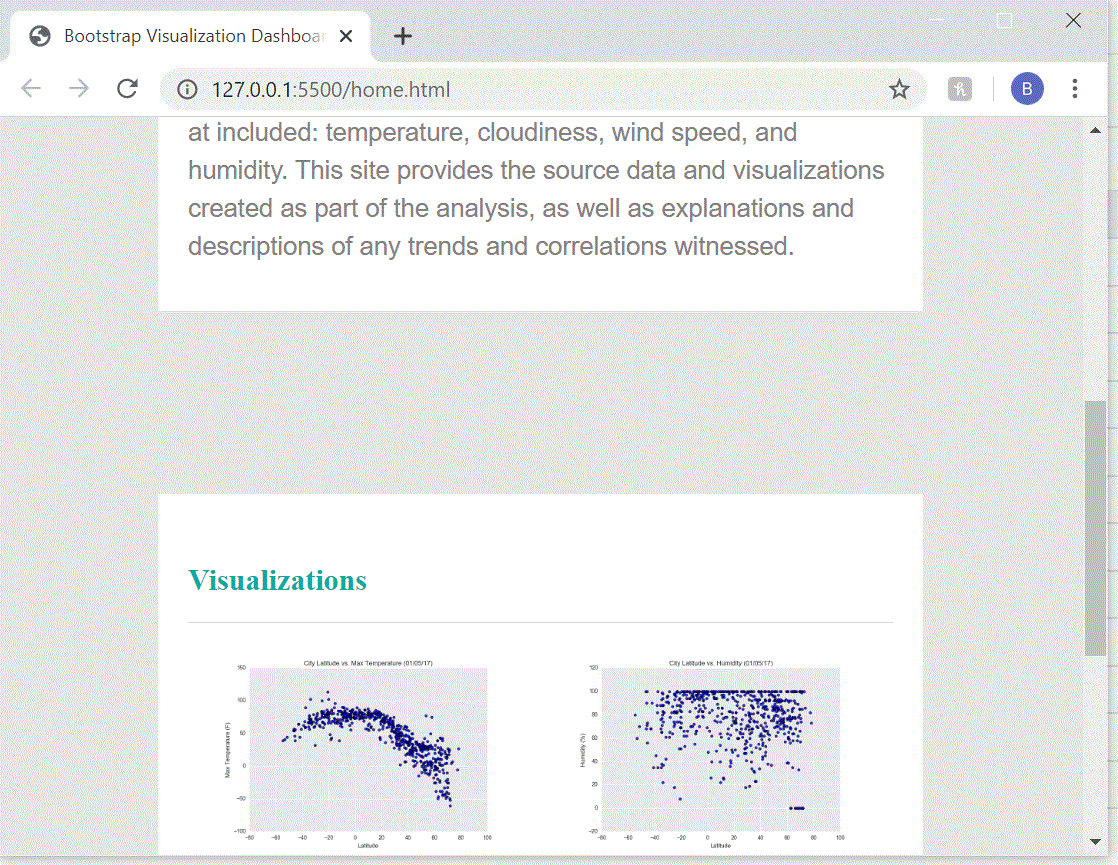 Bootstrap Visualization Dashboar
127.0.0.1:5500/home.html
B
at included: temperature, cloudiness, wind speed, and
humidity. This site provides the source data and visualizations
created as part of the analysis, as well as explanations and
descriptions of any trends and correlations witnessed.
Visualizations
City Latitude vs. Max Temperature (01/05/17)
150
100
50
0
−50
−100
Max Temperature (F)
−80 −60 −40 −20 0 20 40 60 80 100
Latitude
City Latitude vs. Humidity (01/05/17)
120
100
80
60
40
20
0
−20
Humidity (%)
−80 −60 −40 −20 0 20 40 60 80 100
Latitude